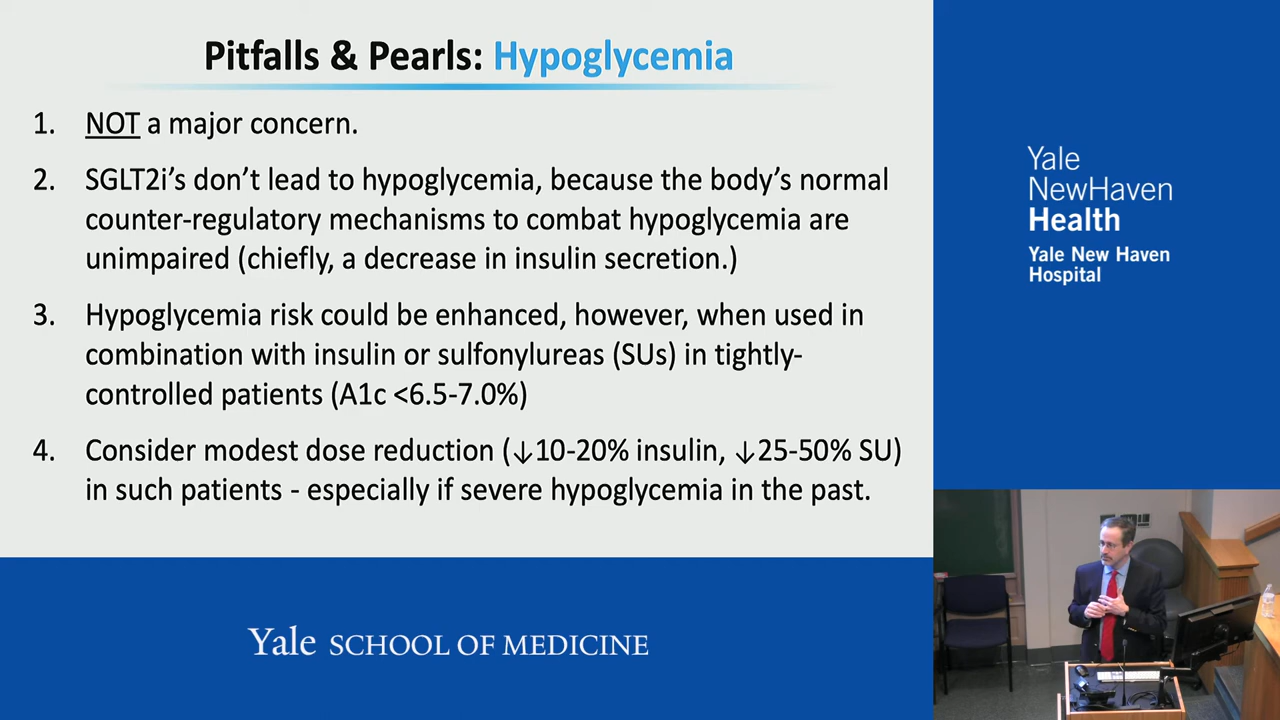 Pitfalls & Pearls: Hypoglycemia
1. NOT a major concern.
2. SGLT2i’s don’t lead to hypoglycemia, because the body’s normal
counter-regulatory mechanisms to combat hypoglycemia are
unimpaired (chiefly, a decrease in insulin secretion.)
3. Hypoglycemia risk could be enhanced, however, when used in
combination with insulin or sulfonylureas (SUs) in tightly-
controlled patients (A1c <6.5-7.0%)
4. Consider modest dose reduction (↓10-20% insulin, ↓25-50% SU)
in such patients - especially if severe hypoglycemia in the past.
Yale
NewHaven
Health
Yale New Haven
Hospital
Yale SCHOOL OF MEDICINE